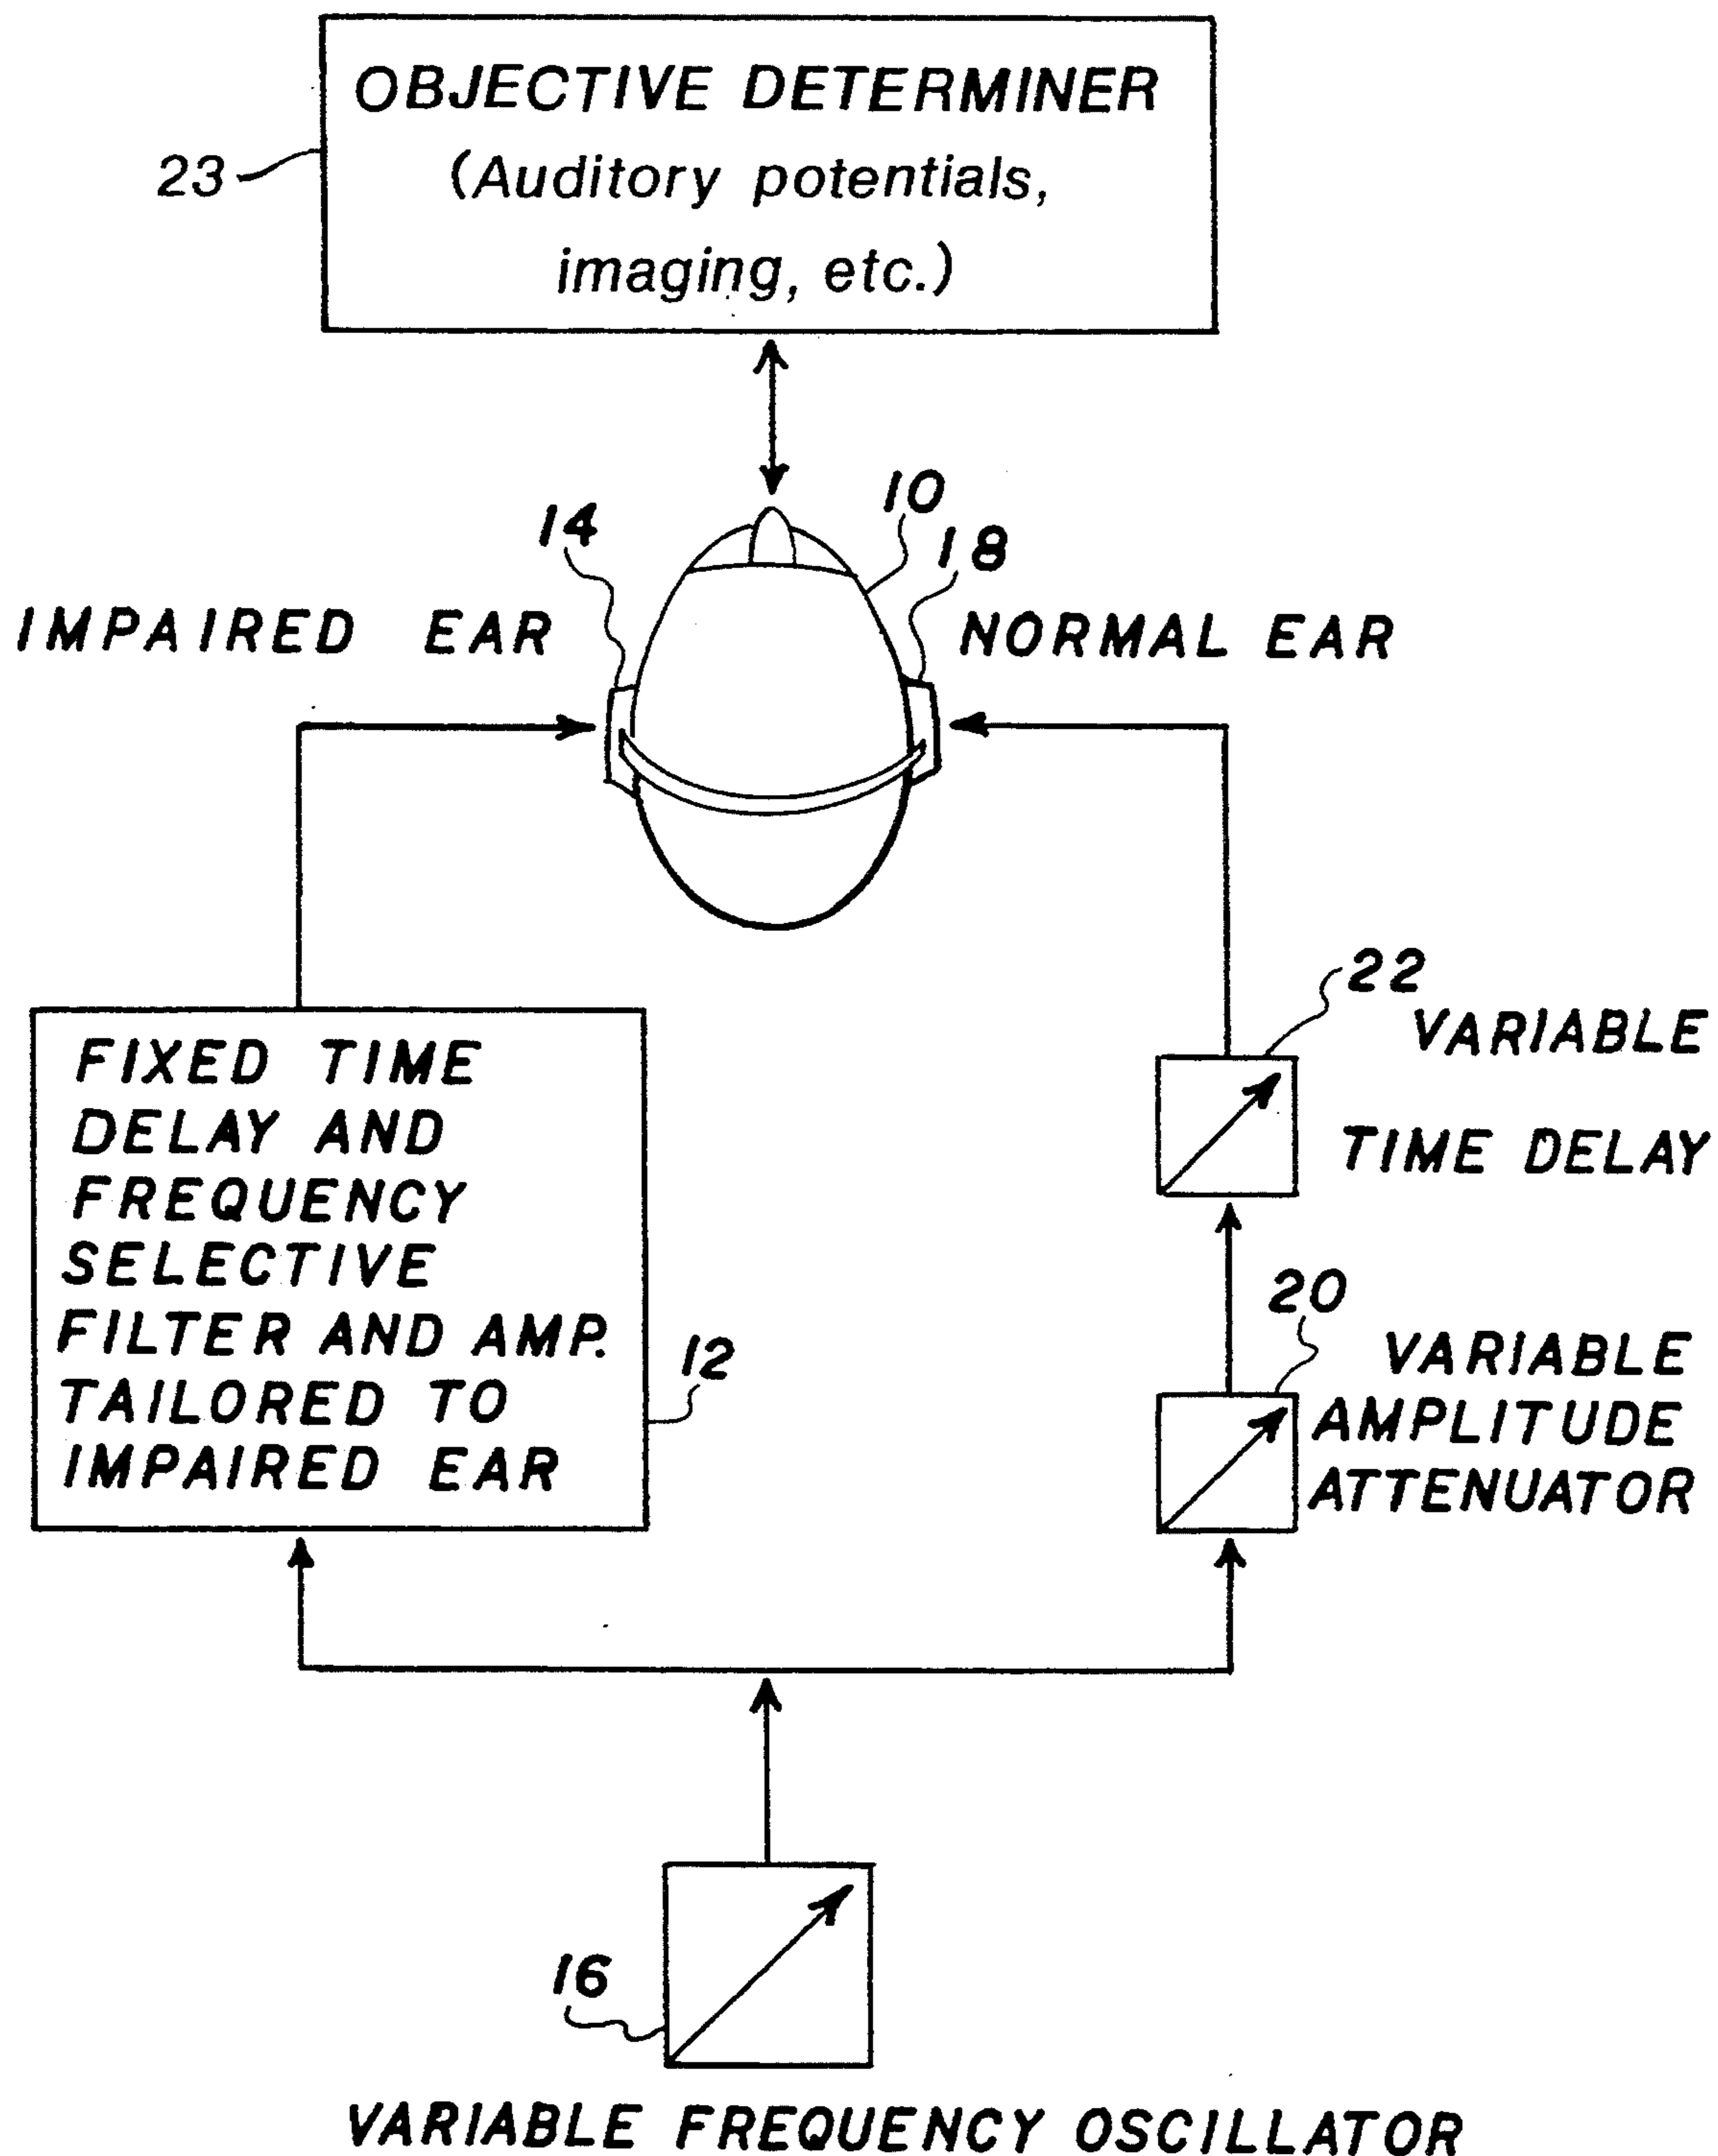 OBJECTIVE DETERMINER
(Auditory potentials,
imaging, etc.)
23
10
14
18
IMPAIRED EAR
NORMAL EAR
22
VARIABLE
TIME DELAY
FIXED TIME
DELAY AND
FREQUENCY
SELECTIVE
FILTER AND AMP.
TAILORED TO
IMPAIRED EAR
12
20
VARIABLE
AMPLITUDE
ATTENUATOR
16
VARIABLE FREQUENCY OSCILLATOR